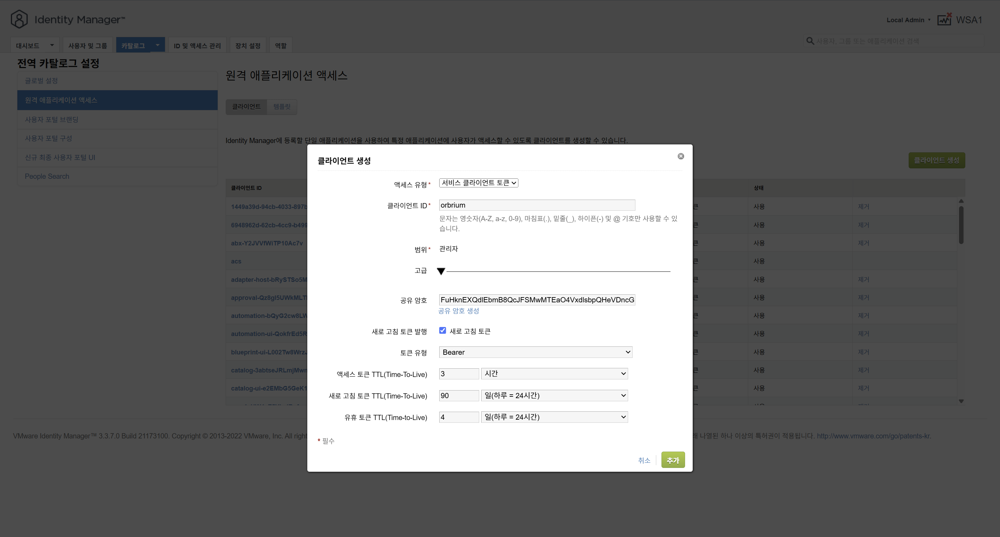 Identity Manager™
Local Admin
WSA1
대시보드
사용자 및 그룹
카탈로그
ID 및 액세스 관리
장치 설정
역할
사용자, 그룹 또는 애플리케이션 검색
전역 카탈로그 설정
글로벌 설정
원격 애플리케이션 액세스
사용자 포털 브랜딩
사용자 포털 구성
신규 최종 사용자 포털 UI
People Search
원격 애플리케이션 액세스
클라이언트
템플릿
Identity Manager에 등록할 단일 애플리케이션을 사용하여 특정 애플리케이션에 사용자가 액세스할 수 있도록 클라이언트를 생성할 수 있습니다.
클라이언트 생성
클라이언트 ID
상태
1449a39d-94cb-4033-897b
큰
사용
제거
6948962d-62cb-4cc9-b499
큰
사용
제거
abx-Y2JVVfWiTP10Ac7v
큰
사용
제거
acs
큰
사용
adapter-host-bRySTSo5M
큰
사용
제거
approval-Qz8gl5UWkMLT
큰
사용
제거
automation-bQyG2cw8LW
큰
사용
제거
automation-ui-QokfrEd5R
큰
사용
제거
blueprint-ui-L002Tw8WrzJ
큰
사용
제거
catalog-3abtseJRLmjMwn
큰
사용
제거
catalog-ui-e2EMbG5GeK1
큰
사용
제거
클라이언트 생성
액세스 유형*
서비스 클라이언트 토큰
클라이언트 ID*
orbrium
문자는 영숫자(A-Z, a-z, 0-9), 마침표(.), 밑줄(_), 하이픈(-) 및 @ 기호만 사용할 수 있
습니다.
범위*
관리자
고급
공유 암호
FuHknEXQdlEbmB8QcJFSMwMTEaO4VxdlsbpQHeVDncG
공유 암호 생성
새로 고침 토큰 발행
새로 고침 토큰
토큰 유형
Bearer
액세스 토큰 TTL(Time-To-Live)
3
시간
새로 고침 토큰 TTL(Time-To-Live)
90
일(하루 = 24시간)
유휴 토큰 TTL(Time-to-Live)
4
일(하루 = 24시간)
* 필수
취소
추가
VMware Identity Manager™ 3.3.7.0 Build 21173100. Copyright © 2013-2022 VMware, Inc. All right
래 나열된 하나 이상의 특허권이 적용됩니다. http://www.vmware.com/go/patents-kr.